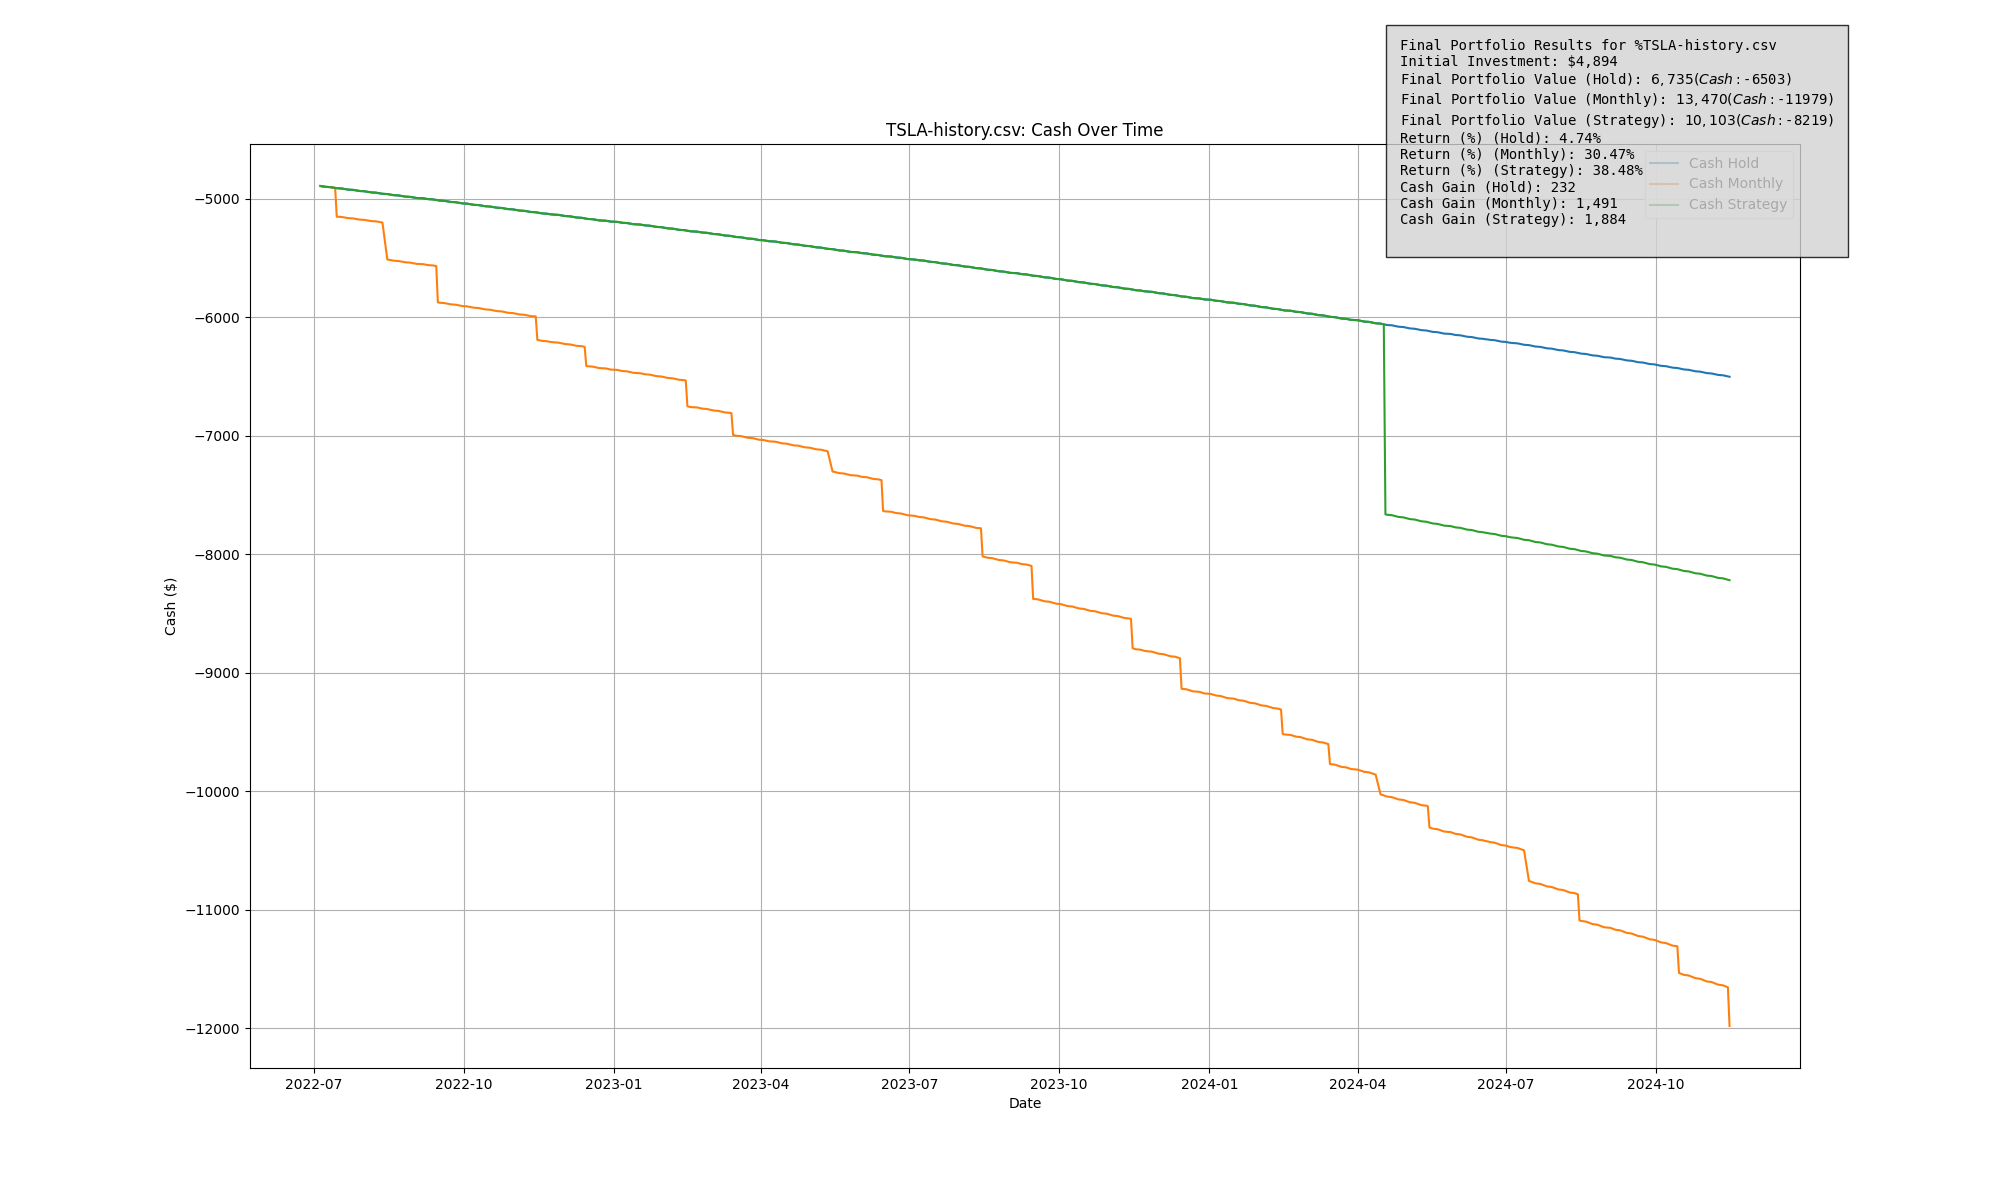 Final Portfolio Results for %TSLA-history.csv
Initial Investment: $4,894
Final Portfolio Value (Hold): 6,735(Cash:-6503)
Final Portfolio Value (Monthly): 13,470(Cash:-11979)
Final Portfolio Value (Strategy): 10,103(Cash:-8219)
Return (%) (Hold): 4.74%
Return (%) (Monthly): 30.47%
Return (%) (Strategy): 38.48%
Cash Gain (Hold): 232
Cash Gain (Monthly): 1,491
Cash Gain (Strategy): 1,884
TSLA-history.csv: Cash Over Time
Cash Hold
Cash Monthly
Cash Strategy
Cash ($)
−5000
−6000
−7000
−8000
−9000
−10000
−11000
−12000
2022-07 2022-10 2023-01 2023-04 2023-07 2023-10 2024-01 2024-04 2024-07 2024-10
Date